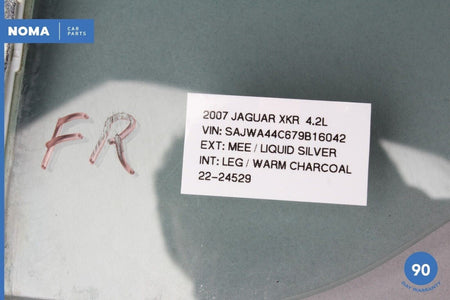 NOMA CAR PARTS
FR
2007 JAGUAR XKR 4.2L
VIN: SAJWA44C679B16042
EXT: MEE / LIQUID SILVER
INT: LEG / WARM CHARCOAL
22-24529
90
DAY WARRANTY